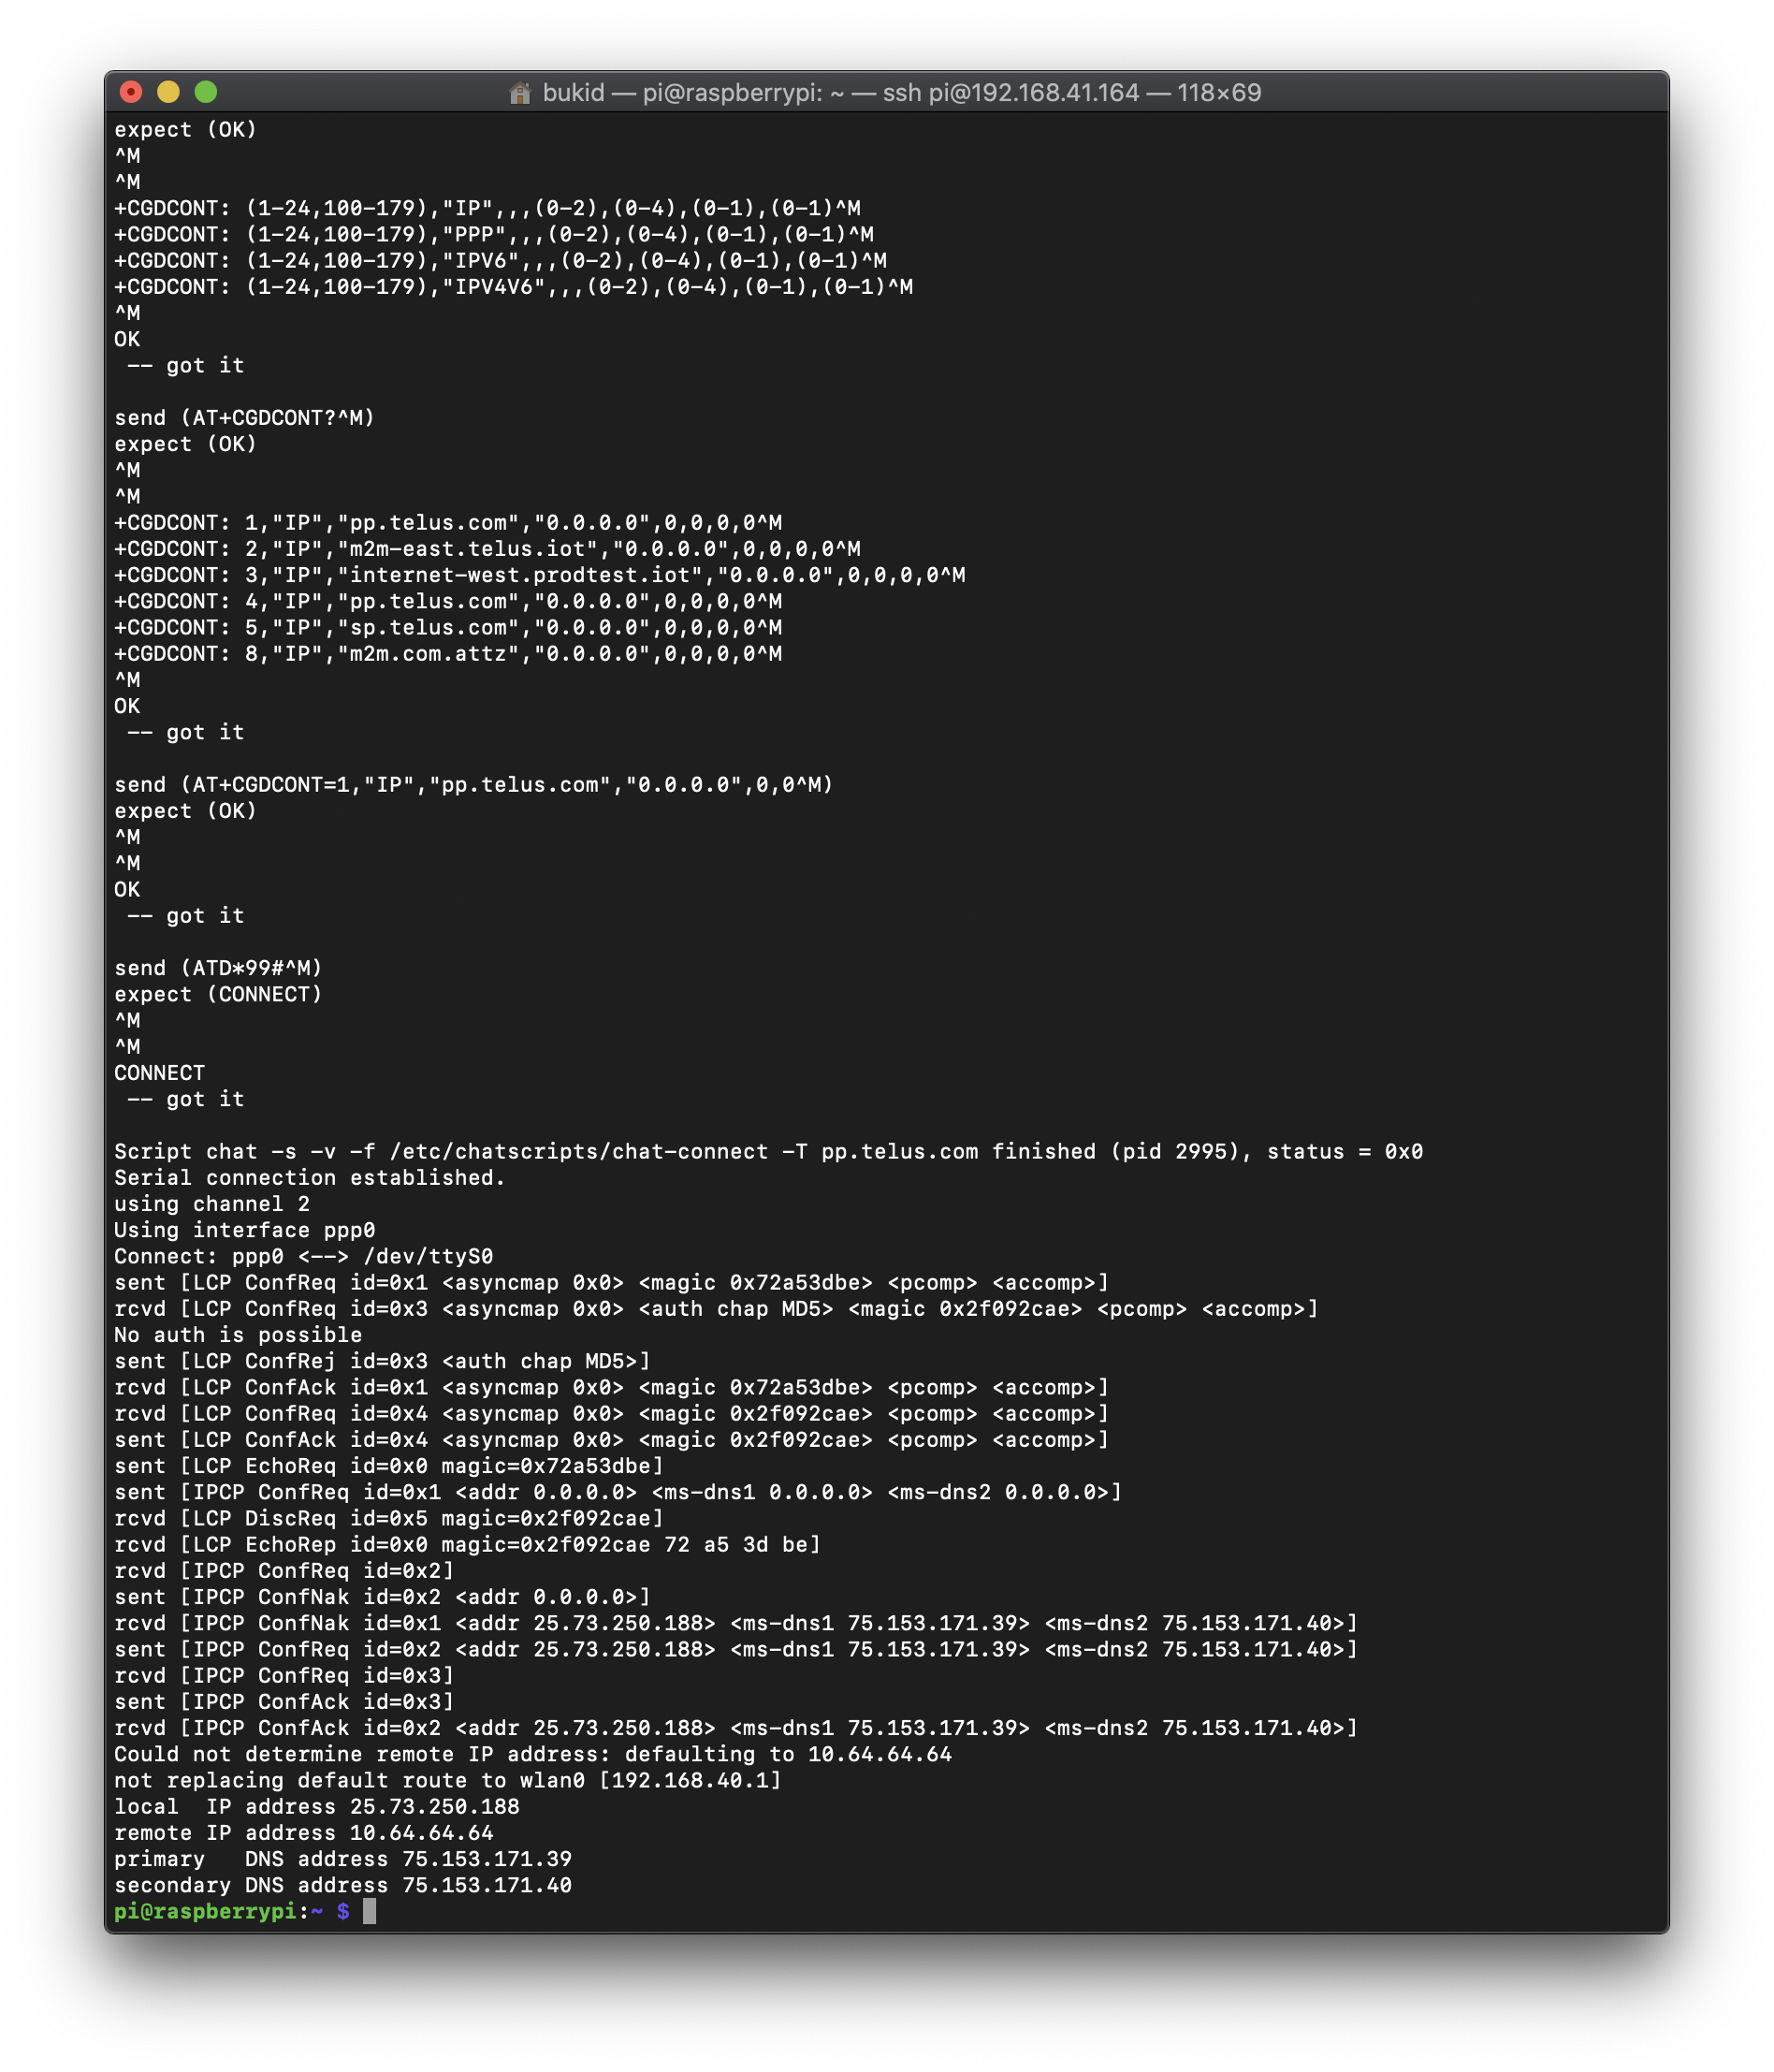 bukid — pi@raspberrypi: ~ — ssh pi@192.168.41.164 — 118×69
expect (OK)
^M
^M
+CGDCONT: (1-24,100-179),"IP",,,(0-2),(0-4),(0-1),(0-1)^M
+CGDCONT: (1-24,100-179),"PPP",,,(0-2),(0-4),(0-1),(0-1)^M
+CGDCONT: (1-24,100-179),"IPV6",,,(0-2),(0-4),(0-1),(0-1)^M
+CGDCONT: (1-24,100-179),"IPV4V6",,,(0-2),(0-4),(0-1),(0-1)^M
^M
OK
 -- got it

send (AT+CGDCONT?^M)
expect (OK)
^M
^M
+CGDCONT: 1,"IP","pp.telus.com","0.0.0.0",0,0,0,0^M
+CGDCONT: 2,"IP","m2m-east.telus.iot","0.0.0.0",0,0,0,0^M
+CGDCONT: 3,"IP","internet-west.prodtest.iot","0.0.0.0",0,0,0,0^M
+CGDCONT: 4,"IP","pp.telus.com","0.0.0.0",0,0,0,0^M
+CGDCONT: 5,"IP","sp.telus.com","0.0.0.0",0,0,0,0^M
+CGDCONT: 8,"IP","m2m.com.attz","0.0.0.0",0,0,0,0^M
^M
OK
 -- got it

send (AT+CGDCONT=1,"IP","pp.telus.com","0.0.0.0",0,0^M)
expect (OK)
^M
^M
OK
 -- got it

send (ATD*99#^M)
expect (CONNECT)
^M
^M
CONNECT
 -- got it

Script chat -s -v -f /etc/chatscripts/chat-connect -T pp.telus.com finished (pid 2995), status = 0x0
Serial connection established.
using channel 2
Using interface ppp0
Connect: ppp0 <--> /dev/ttyS0
sent [LCP ConfReq id=0x1 <asyncmap 0x0> <magic 0x72a53dbe> <pcomp> <accomp>]
rcvd [LCP ConfReq id=0x3 <asyncmap 0x0> <auth chap MD5> <magic 0x2f092cae> <pcomp> <accomp>]
No auth is possible
sent [LCP ConfRej id=0x3 <auth chap MD5>]
rcvd [LCP ConfAck id=0x1 <asyncmap 0x0> <magic 0x72a53dbe> <pcomp> <accomp>]
rcvd [LCP ConfReq id=0x4 <asyncmap 0x0> <magic 0x2f092cae> <pcomp> <accomp>]
sent [LCP ConfAck id=0x4 <asyncmap 0x0> <magic 0x2f092cae> <pcomp> <accomp>]
sent [LCP EchoReq id=0x0 magic=0x72a53dbe]
sent [IPCP ConfReq id=0x1 <addr 0.0.0.0> <ms-dns1 0.0.0.0> <ms-dns2 0.0.0.0>]
rcvd [LCP DiscReq id=0x5 magic=0x2f092cae]
rcvd [LCP EchoRep id=0x0 magic=0x2f092cae 72 a5 3d be]
rcvd [IPCP ConfReq id=0x2]
sent [IPCP ConfNak id=0x2 <addr 0.0.0.0>]
rcvd [IPCP ConfNak id=0x1 <addr 25.73.250.188> <ms-dns1 75.153.171.39> <ms-dns2 75.153.171.40>]
sent [IPCP ConfReq id=0x2 <addr 25.73.250.188> <ms-dns1 75.153.171.39> <ms-dns2 75.153.171.40>]
rcvd [IPCP ConfReq id=0x3]
sent [IPCP ConfAck id=0x3]
rcvd [IPCP ConfAck id=0x2 <addr 25.73.250.188> <ms-dns1 75.153.171.39> <ms-dns2 75.153.171.40>]
Could not determine remote IP address: defaulting to 10.64.64.64
not replacing default route to wlan0 [192.168.40.1]
local  IP address 25.73.250.188
remote IP address 10.64.64.64
primary   DNS address 75.153.171.39
secondary DNS address 75.153.171.40
pi@raspberrypi:~ $